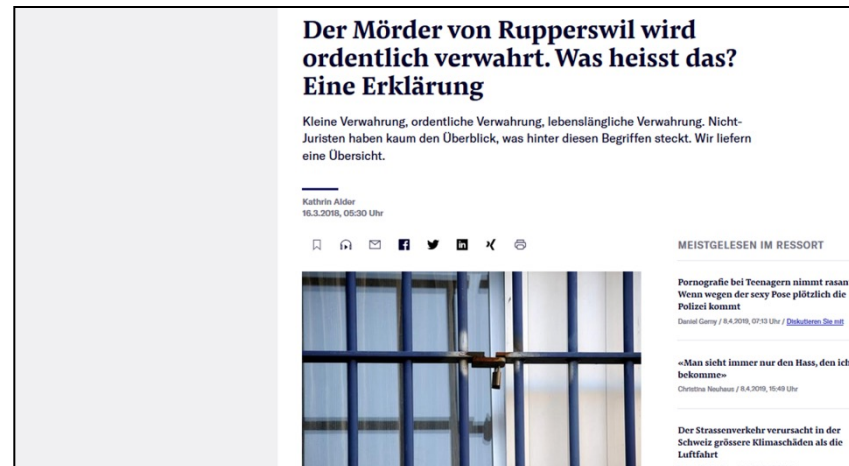 Der Mörder von Rupperswil wird
ordentlich verwahrt. Was heisst das?
Eine Erklärung
Kleine Verwahrung, ordentliche Verwahrung, lebenslängliche Verwahrung. Nicht-
Juristen haben kaum den Überblick, was hinter diesen Begriffen steckt. Wir liefern
eine Übersicht.
Kathrin Alder
16.3.2018, 05:30 Uhr
MEISTGELESEN IM RESSORT
Pornografie bei Teenagern nimmt rasan
Wenn wegen der sexy Pose plötzlich die
Polizei kommt
Daniel Gerny / 8.4.2019, 07:13 Uhr / Diskutieren Sie mit
«Man sieht immer nur den Hass, den ich
bekomme»
Christina Neuhaus / 8.4.2019, 15:49 Uhr
Der Strassenverkehr verursacht in der
Schweiz grössere Klimaschäden als die
Luftfahrt